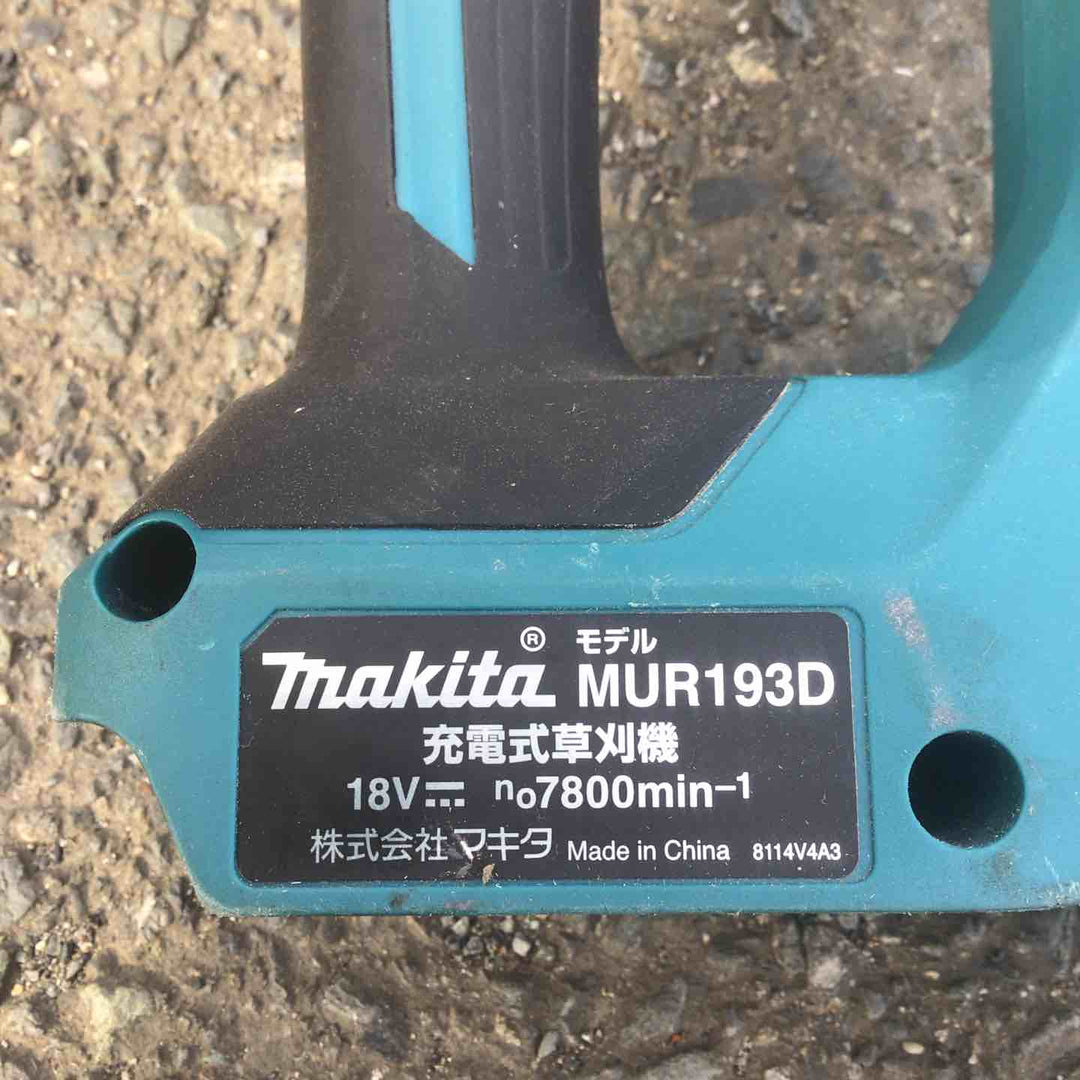 makita® モデル MUR193D
充電式草刈機
18V⎓ n₀7800min⁻¹
株式会社マキタ Made in China 8114V4A3